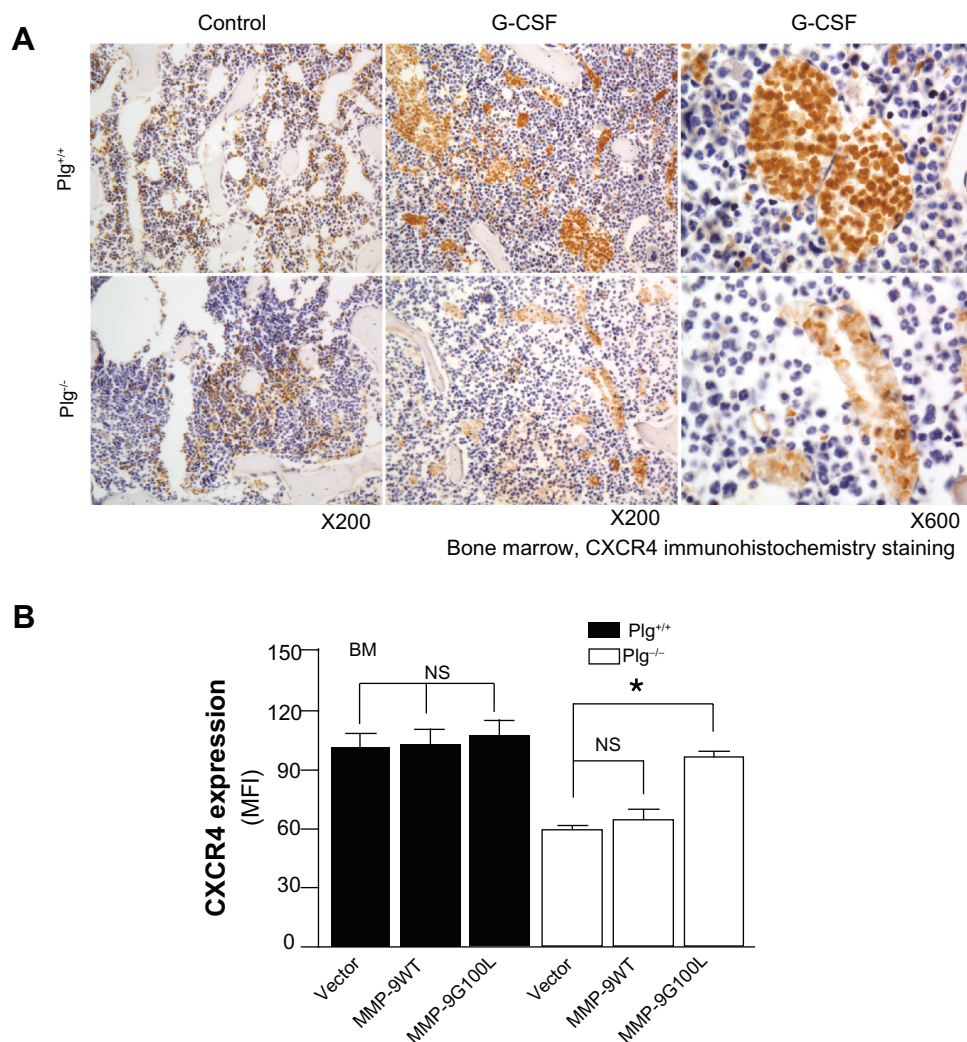 A
Control
G-CSF
G-CSF
Plg+/+
Plg-/-
X200
X200
X600
Bone marrow, CXCR4 immunohistochemistry staining
B
Plg+/+
Plg−/−
BM
NS
*
NS
CXCR4 expression
(MFI)
150
120
90
60
30
0
Vector
MMP-9WT
MMP-9G100L
Vector
MMP-9WT
MMP-9G100L